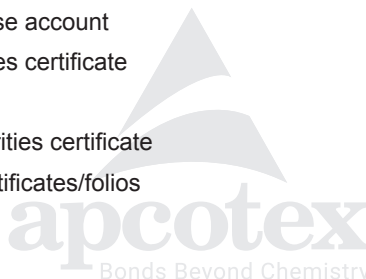 se account
es certificate
rities certificate
tificates/folios
apcotex
Bonds Beyond Chemistry